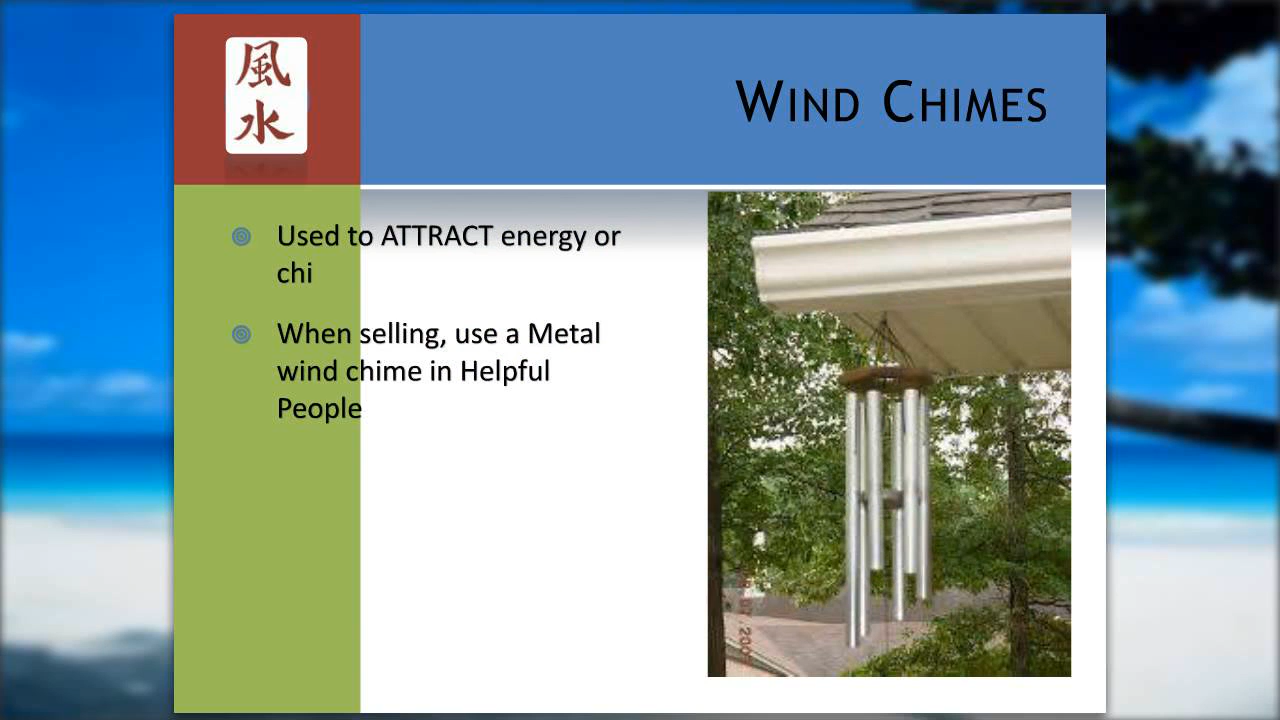 風
水
Wind Chimes
Used to ATTRACT energy or
chi
When selling, use a Metal
wind chime in Helpful
People